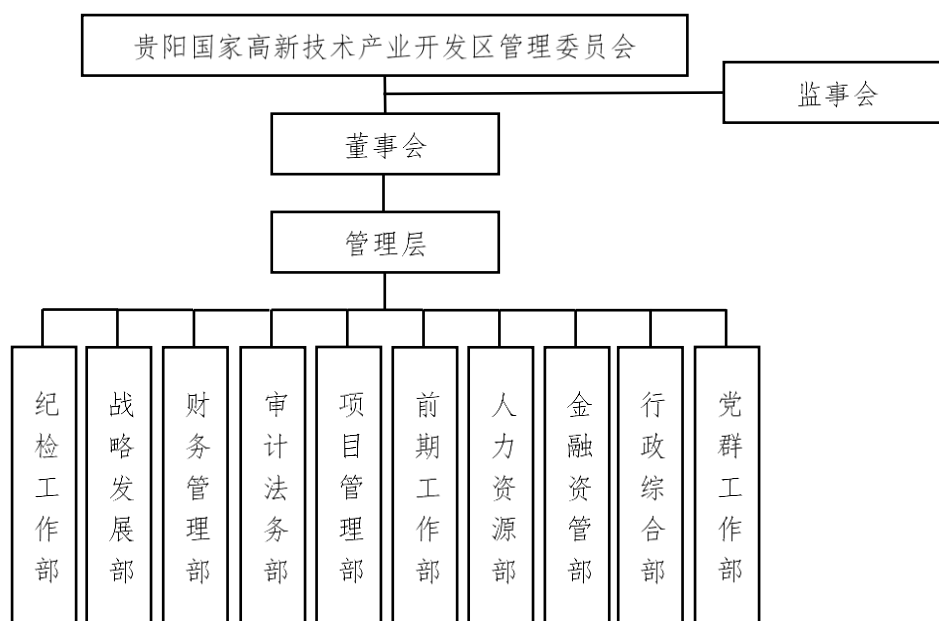 贵阳国家高新技术产业开发区管理委员会
监事会
董事会
管理层
纪检工作部
战略发展部
财务管理部
审计法务部
项目管理部
前期工作部
人力资源部
金融资管部
行政综合部
党群工作部